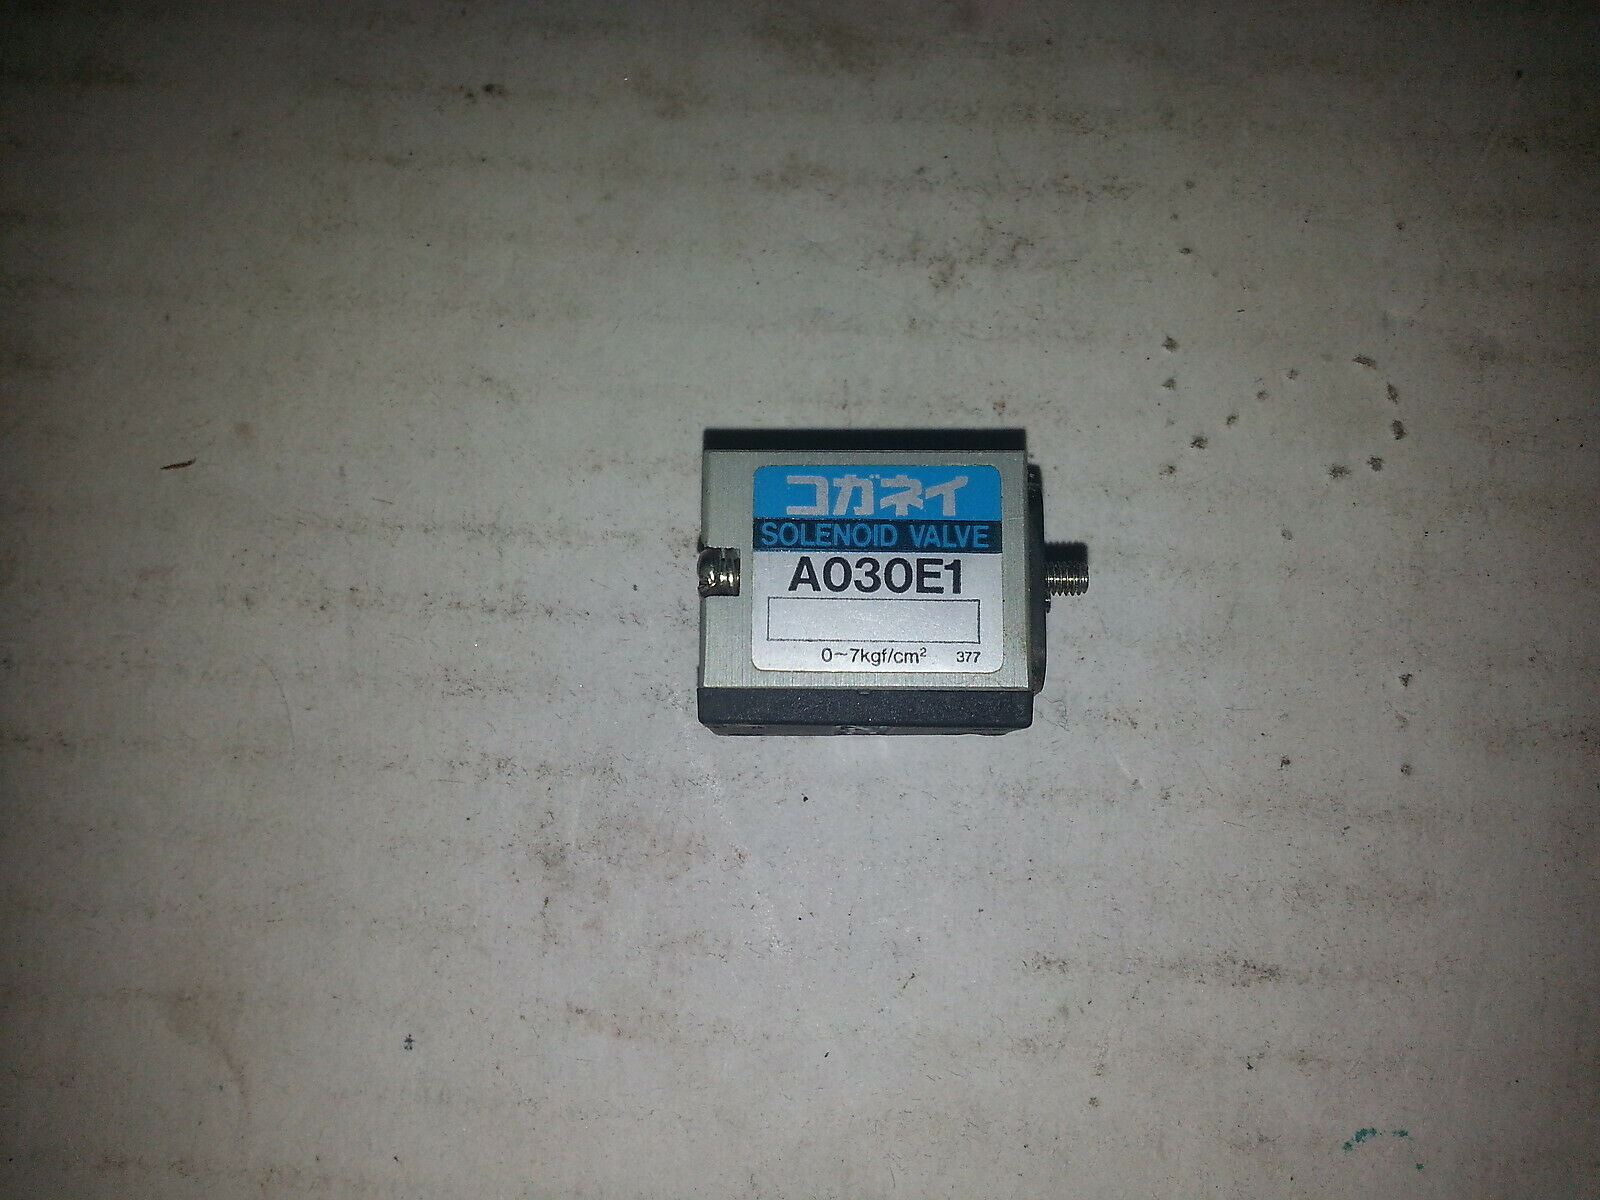 コガネイ
SOLENOID VALVE
A030E1
0~7kgf/cm² 377